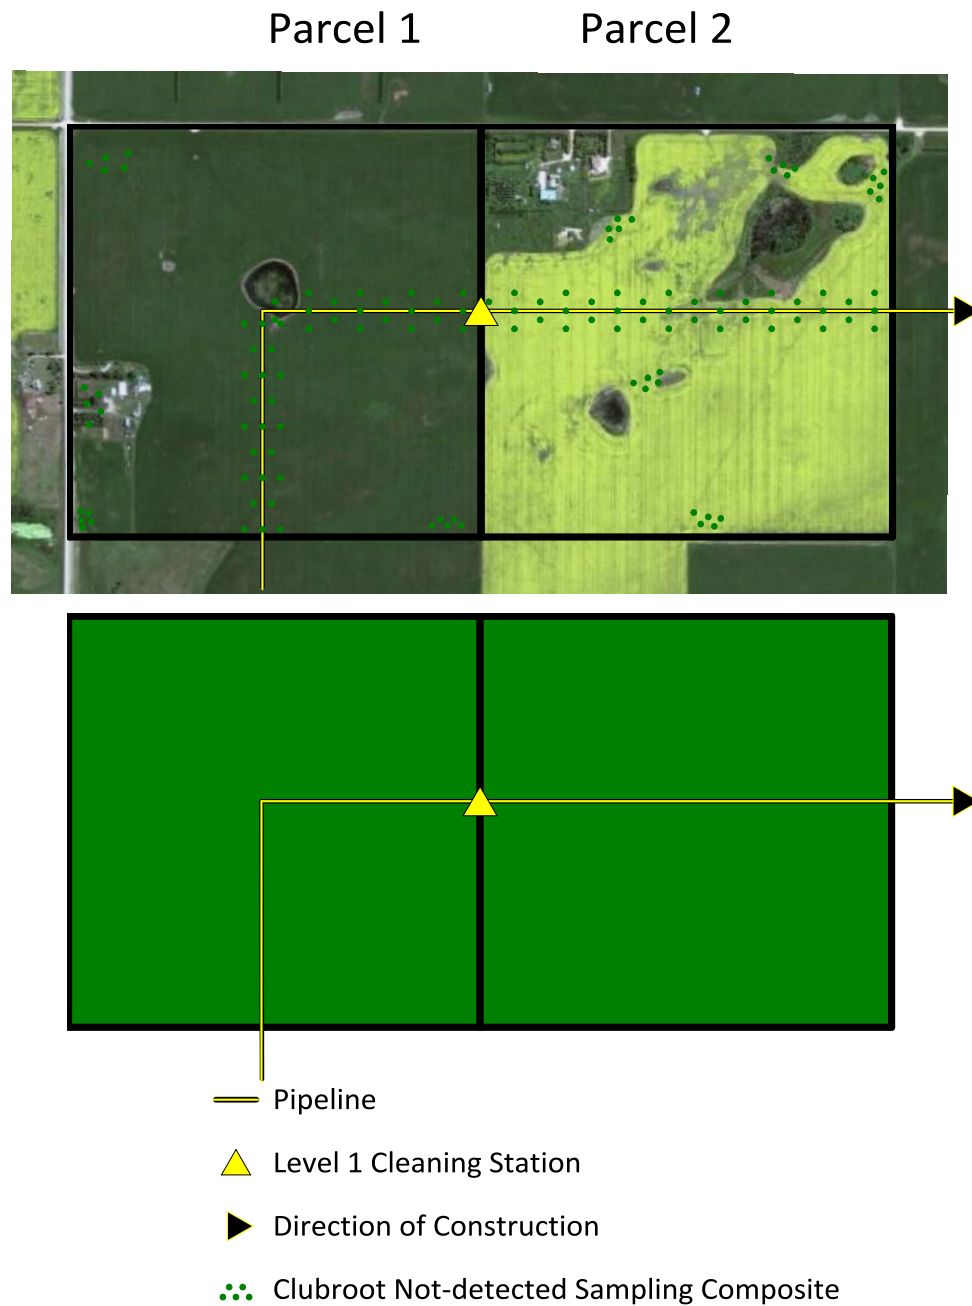 Parcel 1 Parcel 2
Pipeline
Level 1 Cleaning Station
Direction of Construction
Clubroot Not-detected Sampling Composite